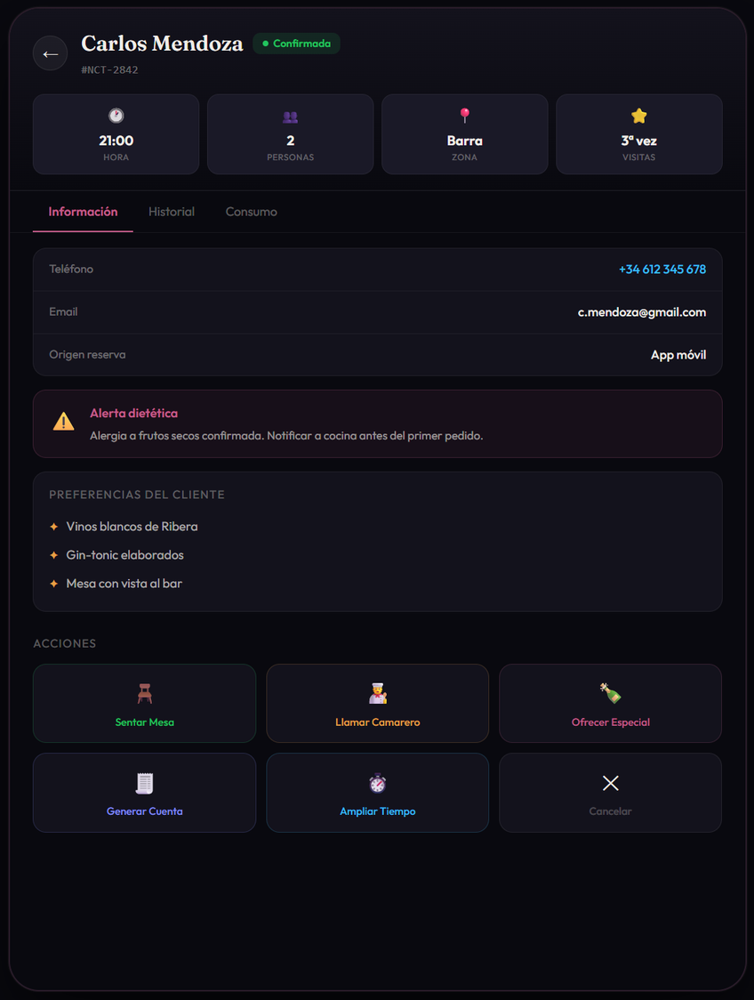 Carlos Mendoza
Confirmada
#NCT-2842
21:00
HORA
2
PERSONAS
Barra
ZONA
3ª vez
VISITAS
Información
Historial
Consumo
Teléfono
+34 612 345 678
Email
c.mendoza@gmail.com
Origen reserva
App móvil
Alerta dietética
Alergia a frutos secos confirmada. Notificar a cocina antes del primer pedido.
PREFERENCIAS DEL CLIENTE
Vinos blancos de Ribera
Gin-tonic elaborados
Mesa con vista al bar
ACCIONES
Sentar Mesa
Llamar Camarero
Ofrecer Especial
Generar Cuenta
Ampliar Tiempo
Cancelar